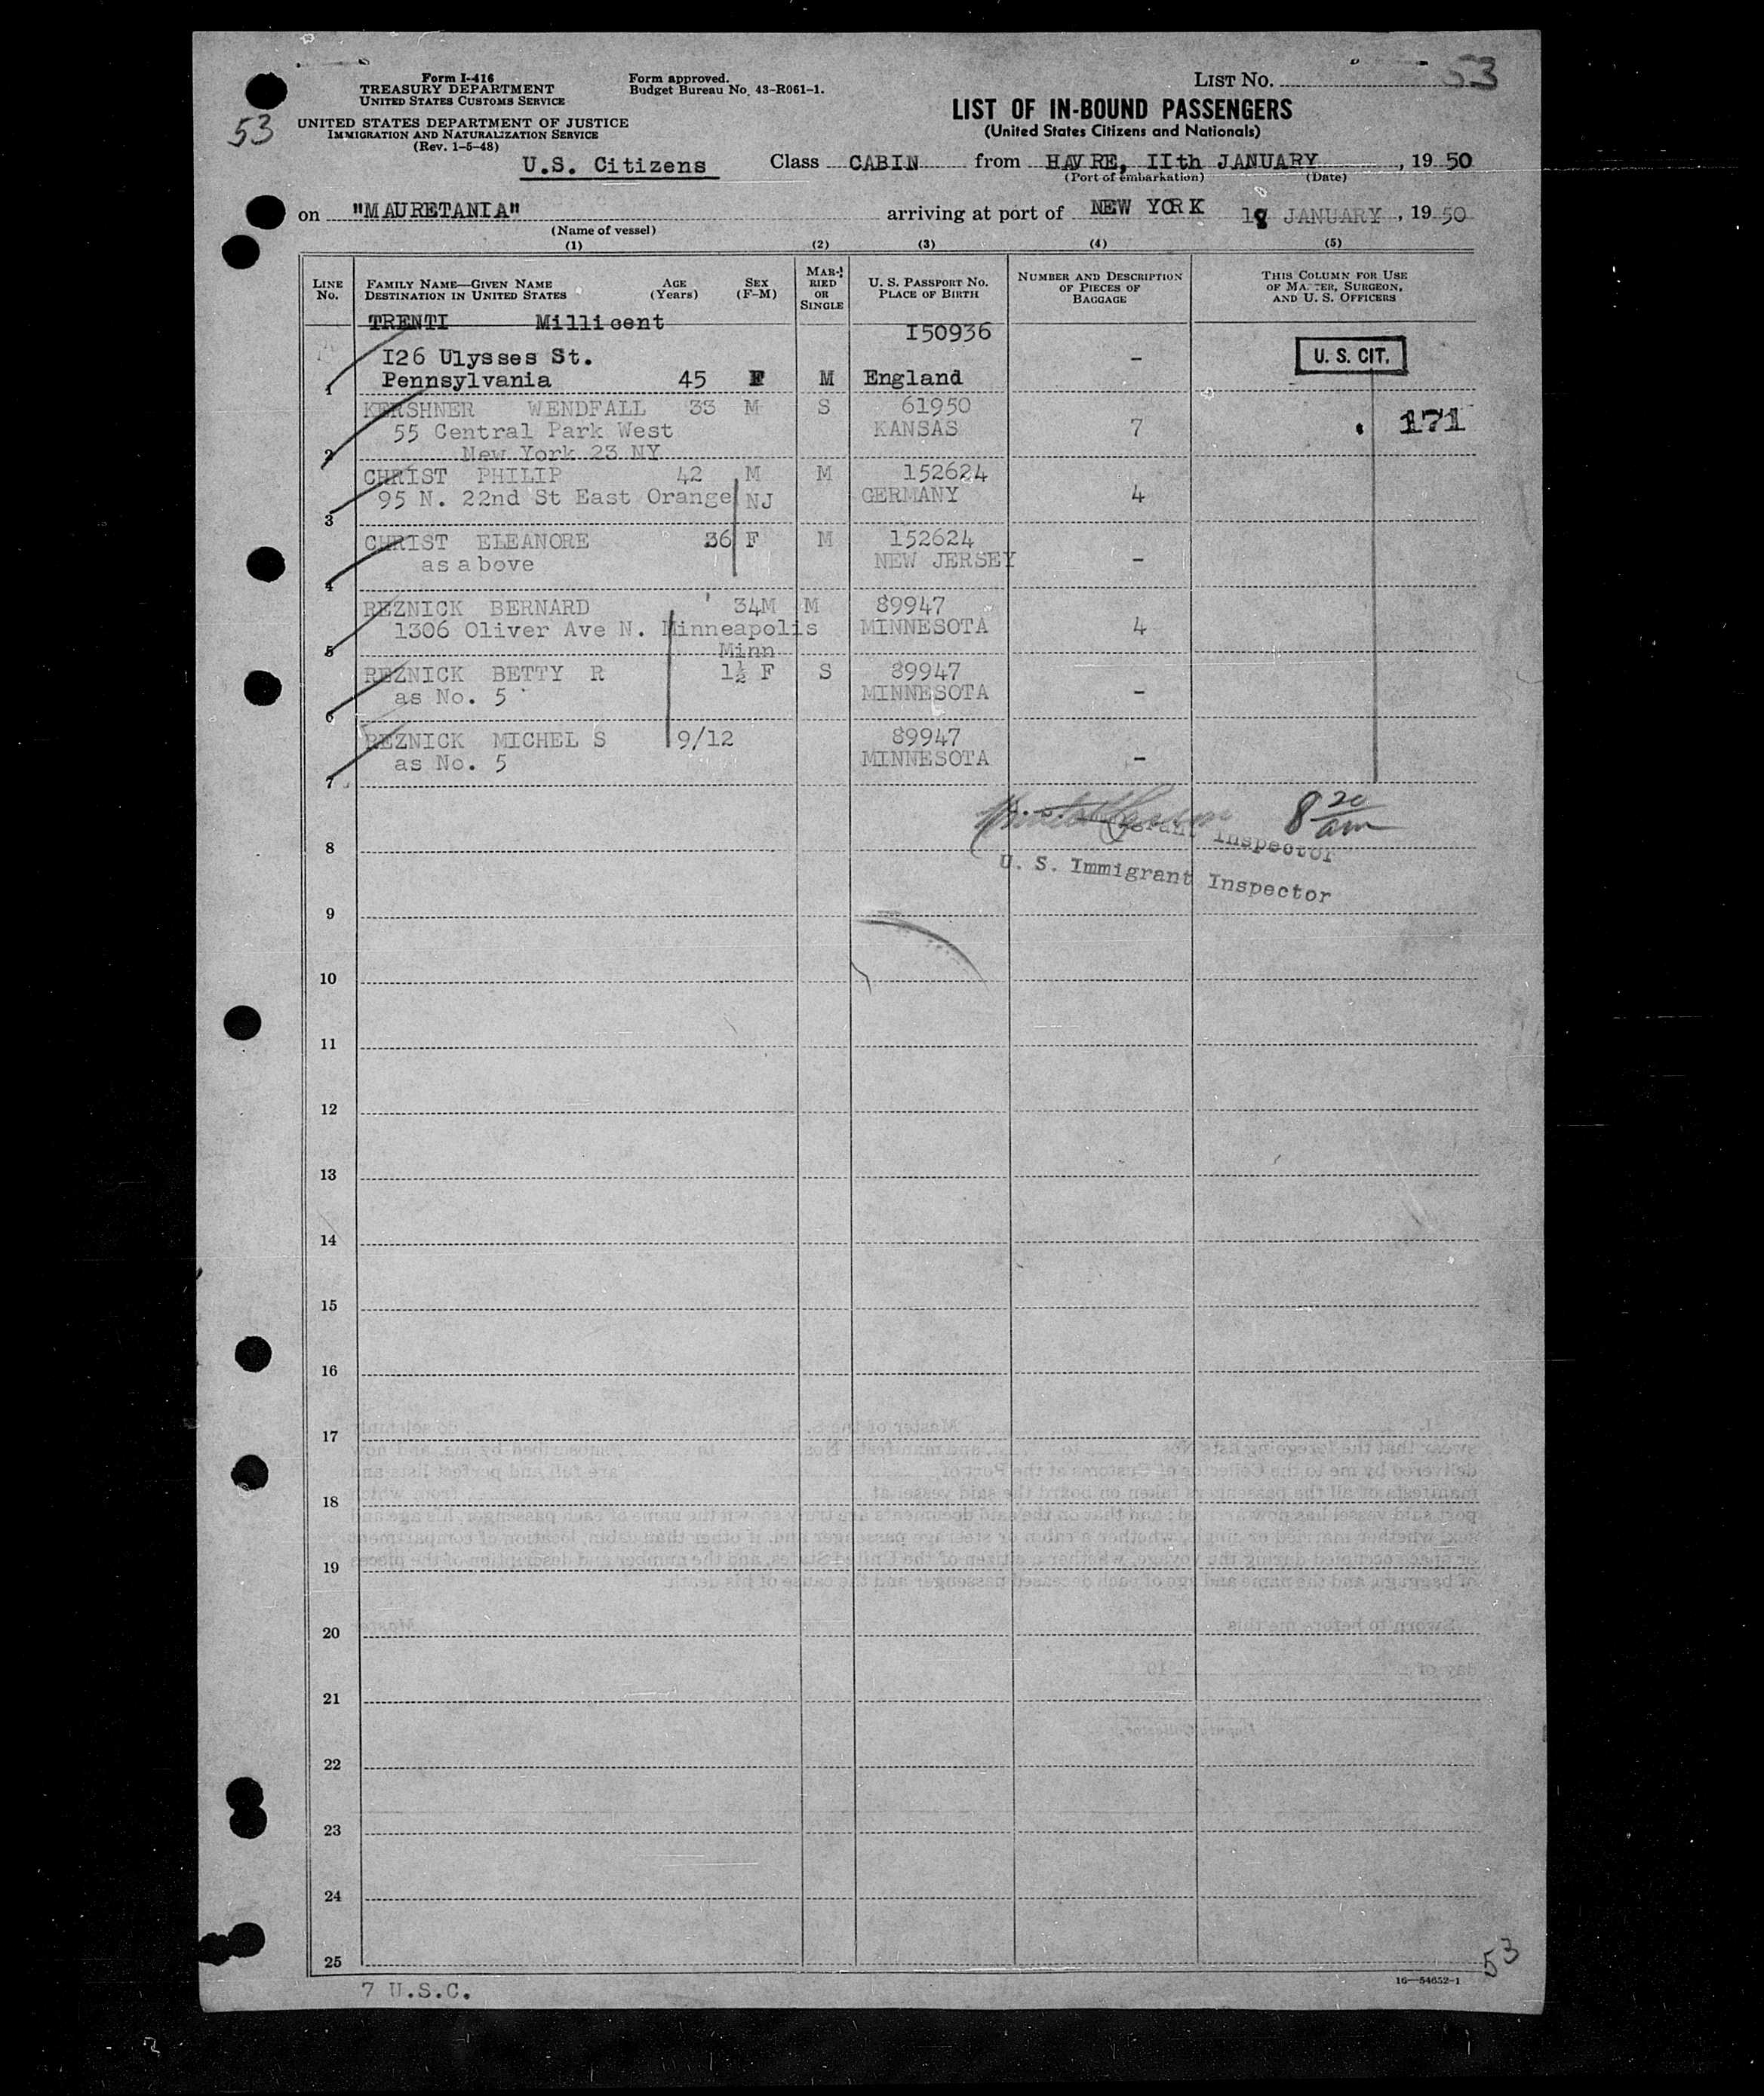 Form I-416
TREASURY DEPARTMENT
UNITED STATES CUSTOMS SERVICE
Form approved.
Budget Bureau No. 43-R061-1.
LIST NO. 53
53
UNITED STATES DEPARTMENT OF JUSTICE
IMMIGRATION AND NATURALIZATION SERVICE
(Rev. 1-5-48)
LIST OF IN-BOUND PASSENGERS
(United States Citizens and Nationals)
U.S. Citizens Class CABIN from HAVRE, IIth JANUARY, 19 50
(Port of embarkation) (Date)
on "MAURETANIA" arriving at port of NEW YORK 18 JANUARY, 19 50
(Name of vessel)
(1) (2) (3) (4) (5)
LINE NO. FAMILY NAME—GIVEN NAME DESTINATION IN UNITED STATES AGE (Years) SEX (F-M) MARRIED OR SINGLE U. S. PASSPORT NO. PLACE OF BIRTH NUMBER AND DESCRIPTION OF PIECES OF BAGGAGE THIS COLUMN FOR USE OF MASTER, SURGEON, AND U. S. OFFICERS
TRENTI Millicent I50936
I26 Ulysses St. - U. S. CIT.
1 Pennsylvania 45 F M England
KERSHNER WENDFALL 33 M S 61950
55 Central Park West KANSAS 7 171
2 New York 23 NY
CHRIST PHILIP 42 M M 152624
95 N. 22nd St East Orange NJ GERMANY 4
3
CHRIST ELEANORE 36 F M 152624
as above NEW JERSEY -
4
REZNICK BERNARD 34M M 89947
1306 Oliver Ave N. Minneapolis MINNESOTA 4
5 Minn
REZNICK BETTY R 1½ F S 89947
as No. 5 MINNESOTA -
6
REZNICK MICHEL S 9/12 89947
as No. 5 MINNESOTA -
7
8 20 am
Inspector
8
U. S. Immigrant Inspector
9
10
11
12
13
14
15
16
17
18
19
20
21
22
23
24
25
53
7 U.S.C.
16—54652-1